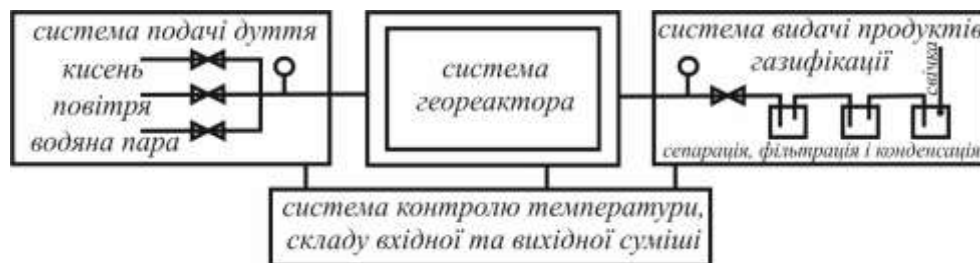 система подачі дуття
кисень
повітря
водяна пара
система
геореактора
система видачі продуктів
газифікації
свічка
сепарація, фільтрація і конденсація
система контролю температури,
складу вхідної та вихідної суміші